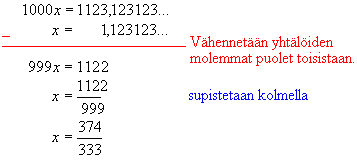 1000x = 1123,123123...
– x = 1,123123...
Vähennetään yhtälöiden
molemmat puolet toisistaan.
999x = 1122
x = 1122/999
supistetaan kolmella
x = 374/333